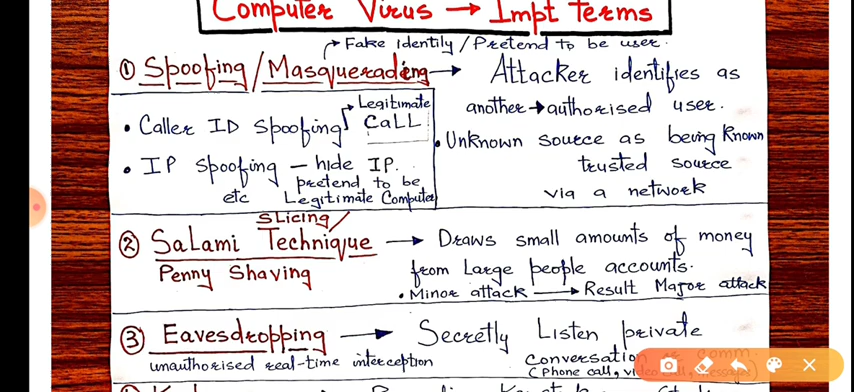 Computer Virus → Impt Terms
→ Fake Identity / Pretend to be user.
① Spoofing / Masquerading → Attacker identifies as
another → authorised user.
• Unknown source as being known
trusted source
via a network
→ Legitimate
• Caller ID spoofing CALL
• IP spoofing – hide IP.
pretend to be
etc Legitimate Computer
SLICING
② Salami Technique → Draws small amounts of money
Penny Shaving from Large people accounts.
• Minor attack → Result Major attack
③ Eavesdropping → Secretly Listen private
unauthorised real-time interception Conversation comm.
(Phone call, video